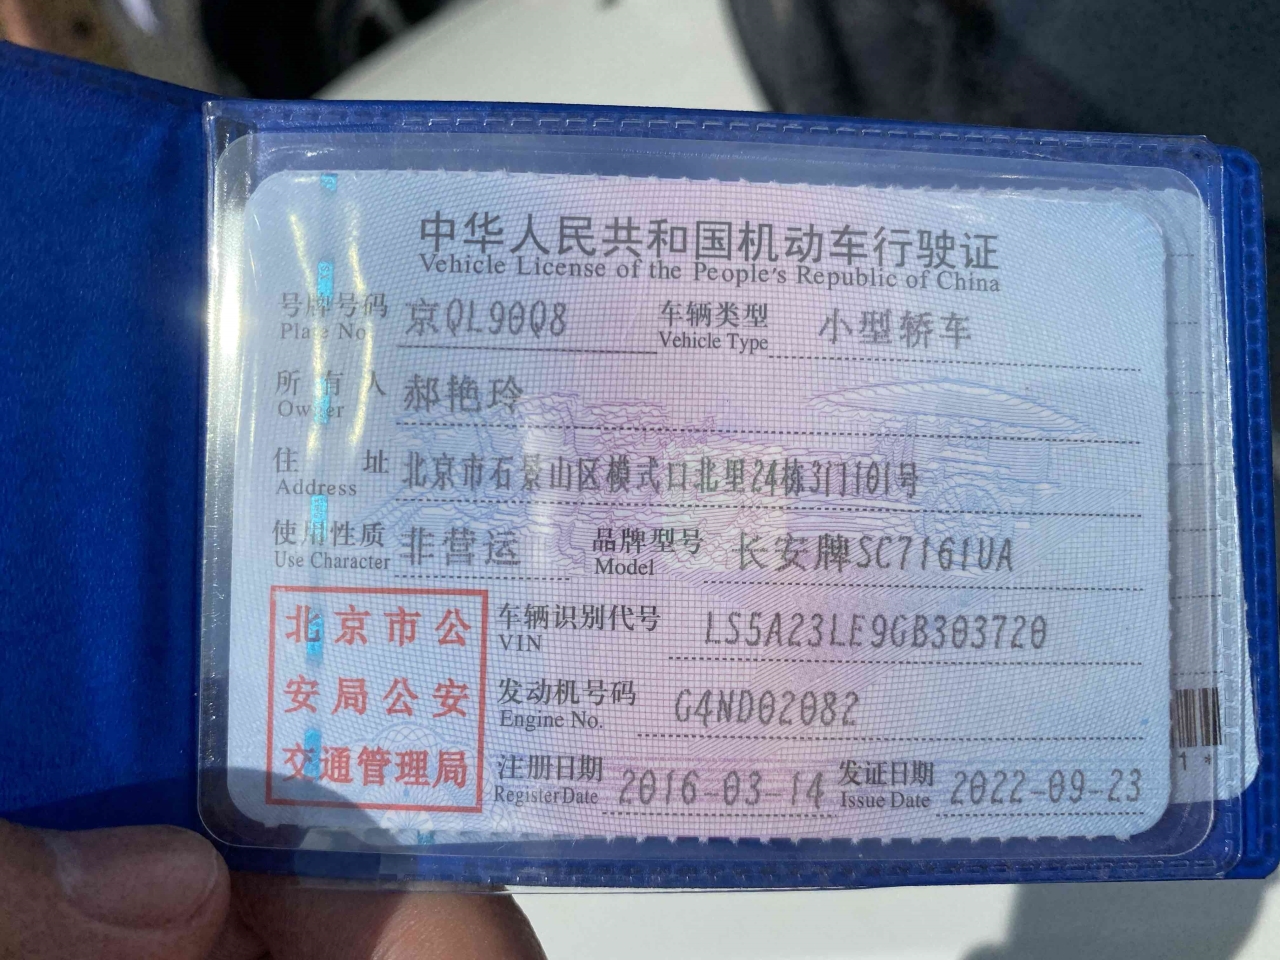 中华人民共和国机动车行驶证
Vehicle License of the People's Republic of China
号牌号码 京QL90Q8 车辆类型 小型轿车
Plate No. Vehicle Type
所有人 郝艳玲
Owner
住址 北京市石景山区模式口北里24栋3门101号
Address
使用性质 非营运 品牌型号 长安牌SC7161UA
Use Character Model
北京市公
安局公安
交通管理局
车辆识别代号 LS5A23LE9GB303720
VIN
发动机号码 G4ND02082
Engine No.
注册日期 2016-03-14 发证日期 2022-09-23
Register Date Issue Date
1*